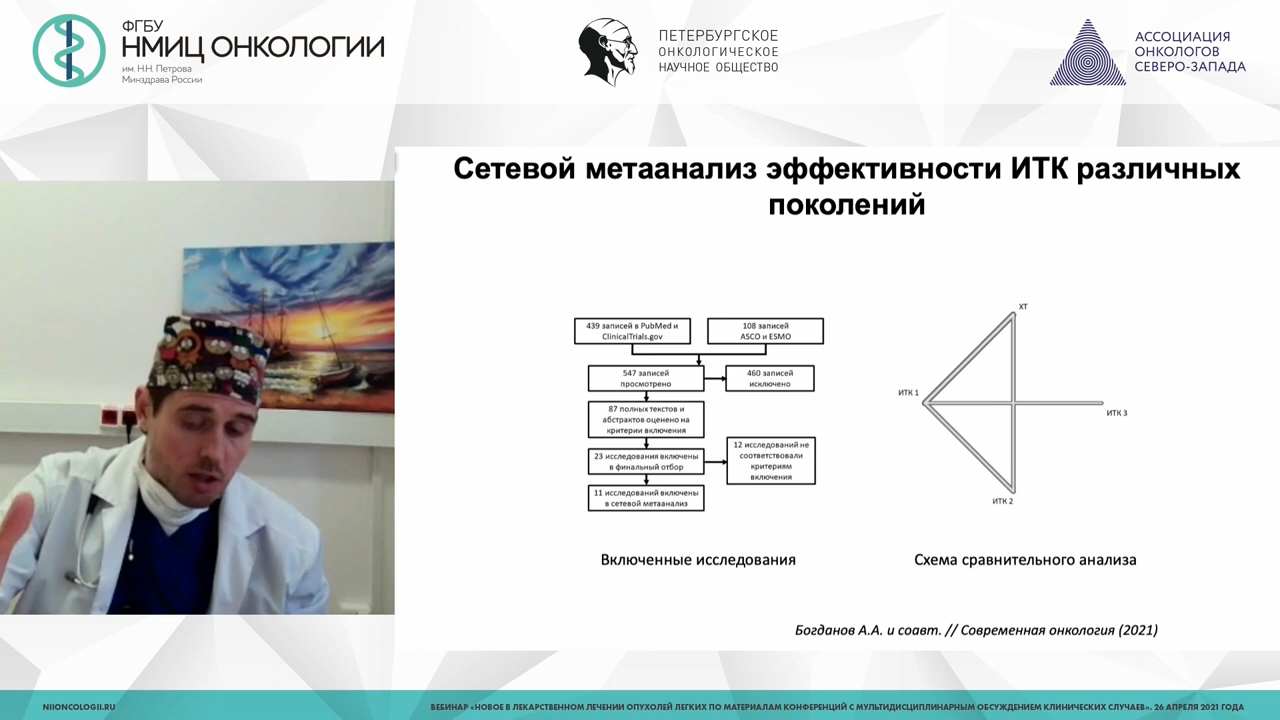 ФГБУ
НМИЦ ОНКОЛОГИИ
им. Н.Н. Петрова
Минздрава России
ПЕТЕРБУРГСКОЕ
ОНКОЛОГИЧЕСКОЕ
НАУЧНОЕ ОБЩЕСТВО
АССОЦИАЦИЯ
ОНКОЛОГОВ
СЕВЕРО-ЗАПАДА
Сетевой метаанализ эффективности ИТК различных
поколений
439 записей в PubMed и
ClinicalTrials.gov
108 записей
ASCO и ESMO
547 записей
просмотрено
460 записей
исключено
87 полных текстов и
абстрактов оценено на
критерии включения
23 исследования включены
в финальный отбор
12 исследований не
соответствовали
критериям
включения
11 исследований включены
в сетевой метаанализ
Включенные исследования
ХТ
ИТК 1
ИТК 3
ИТК 2
Схема сравнительного анализа
Богданов А.А. и соавт. // Современная онкология (2021)
NIIONCOLOGII.RU
ВЕБИНАР «НОВОЕ В ЛЕКАРСТВЕННОМ ЛЕЧЕНИИ ОПУХОЛЕЙ ЛЕГКИХ ПО МАТЕРИАЛАМ КОНФЕРЕНЦИЙ С МУЛЬТИДИСЦИПЛИНАРНЫМ ОБСУЖДЕНИЕМ КЛИНИЧЕСКИХ СЛУЧАЕВ». 26 АПРЕЛЯ 2021 ГОДА